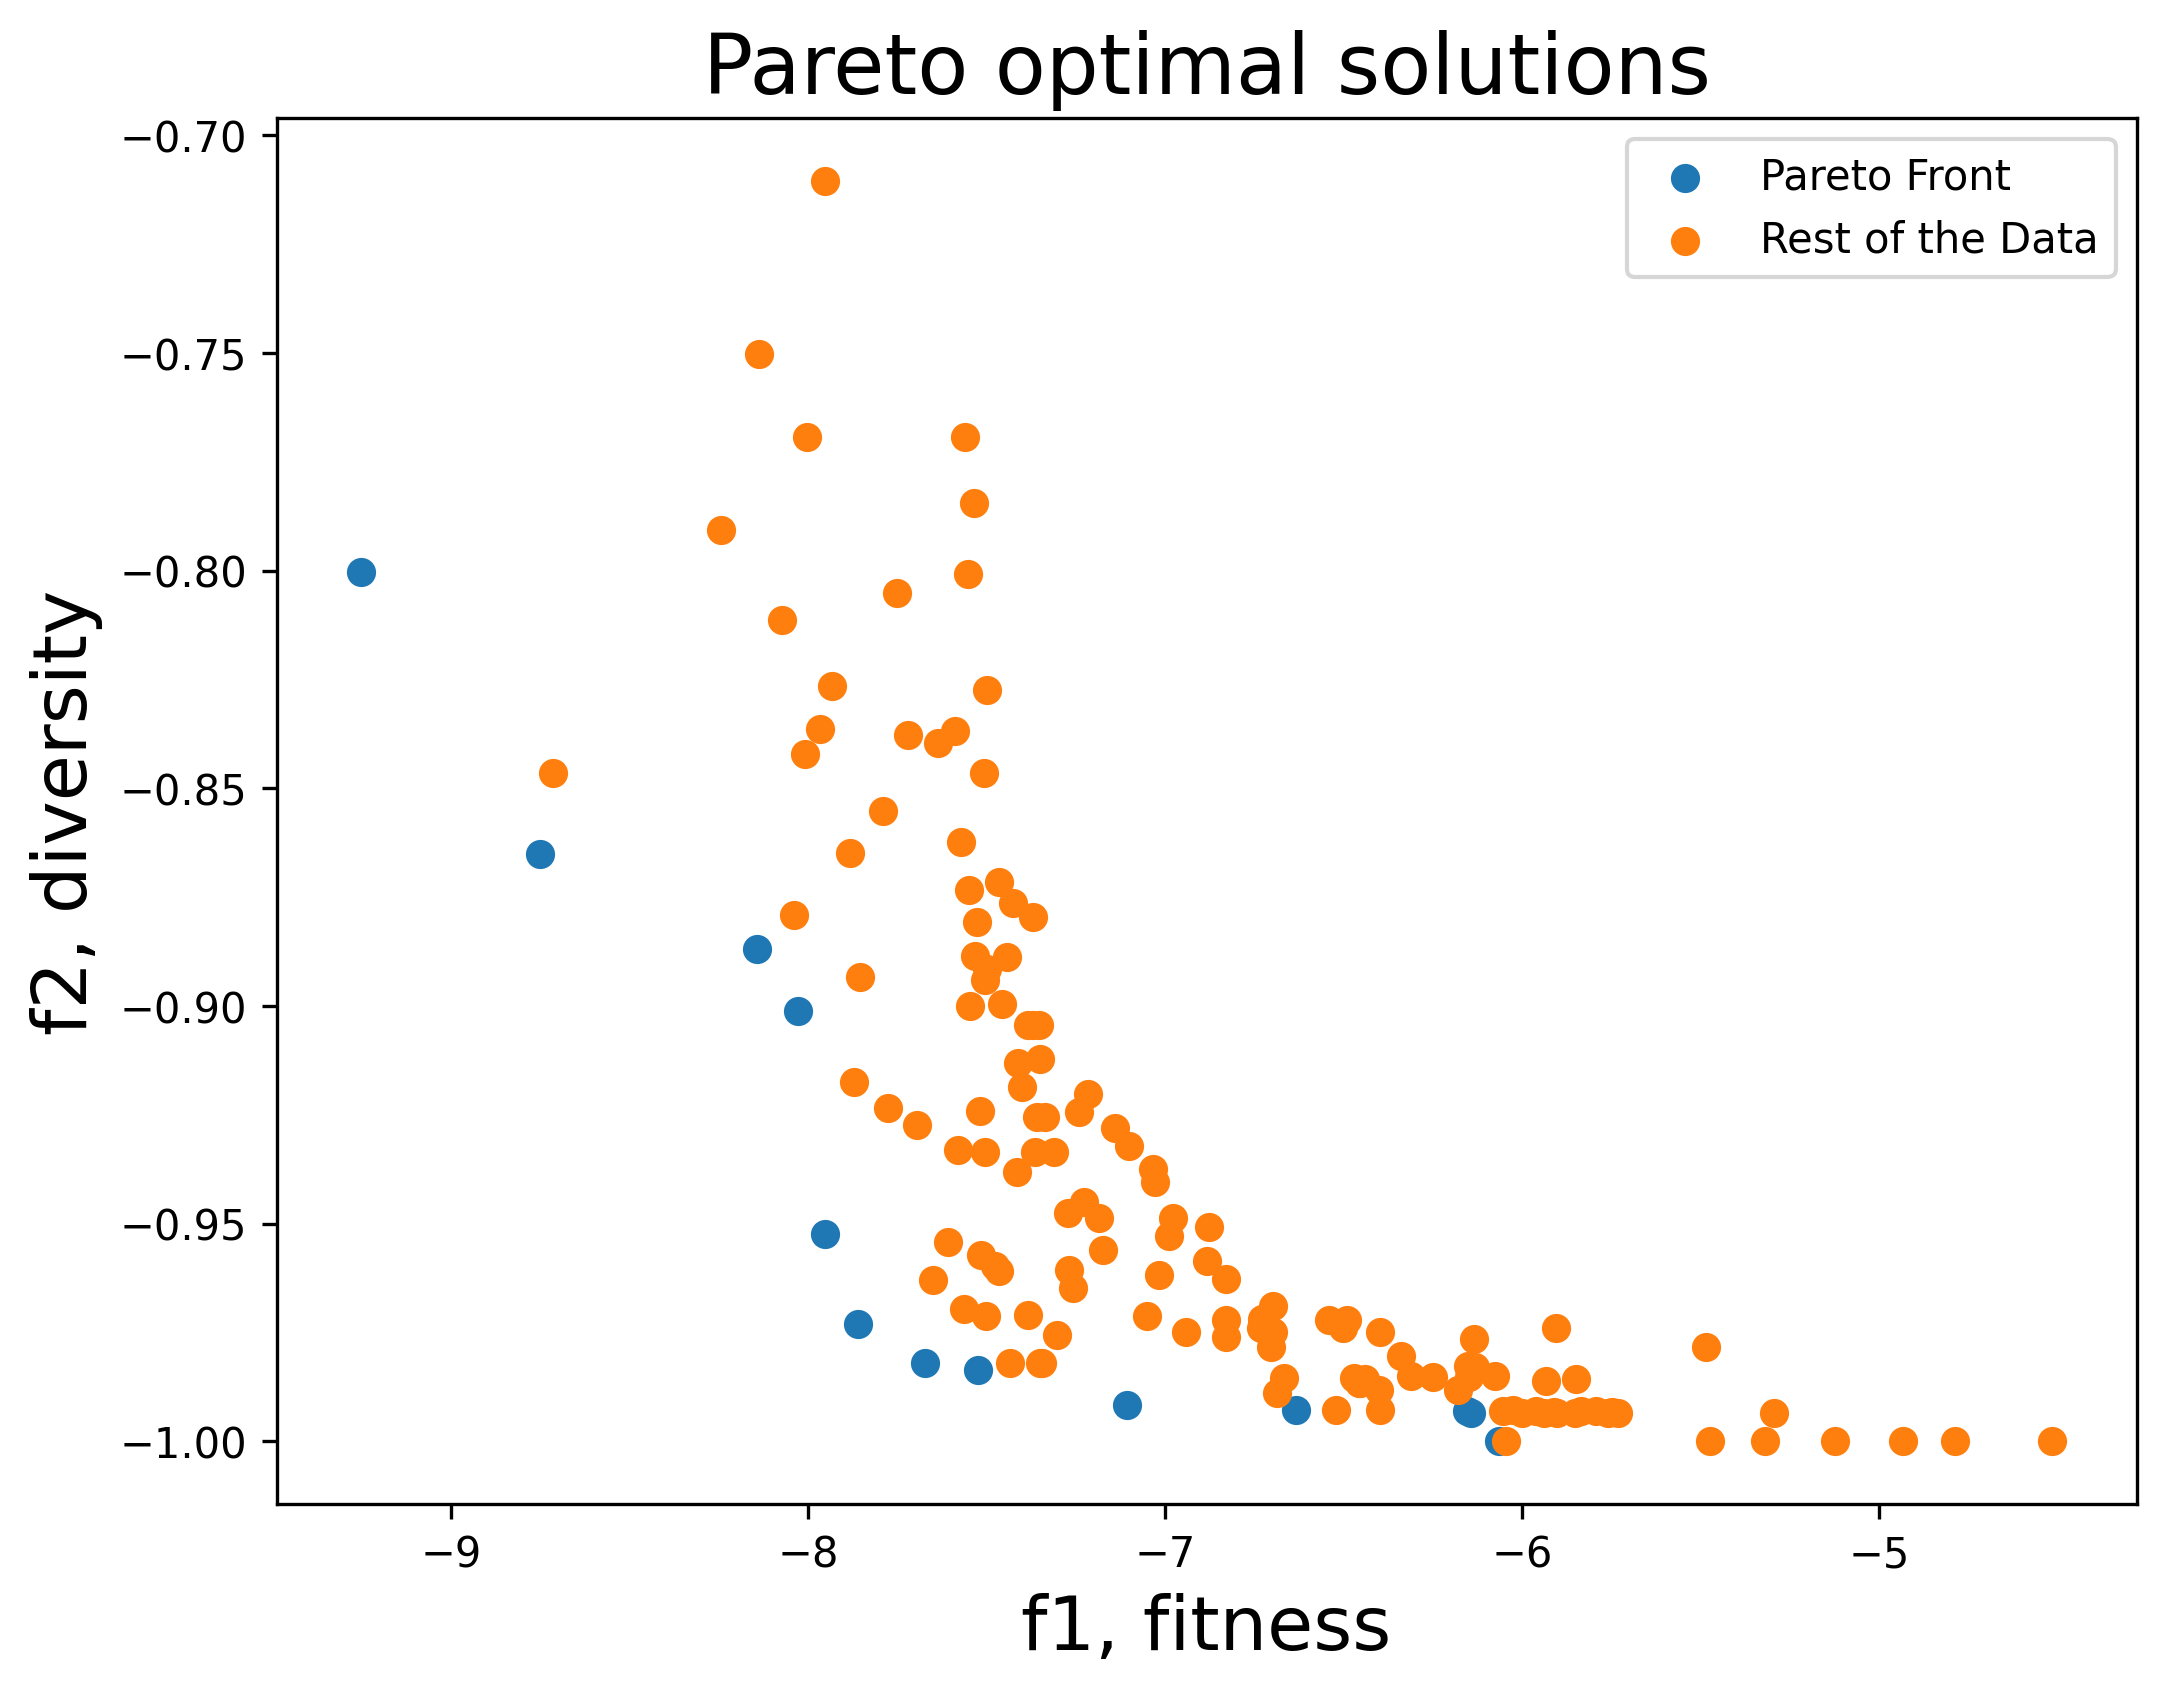 Pareto optimal solutions
Pareto Front
Rest of the Data
−0.70
−0.75
−0.80
−0.85
−0.90
−0.95
−1.00
f2, diversity
−9 −8 −7 −6 −5
f1, fitness